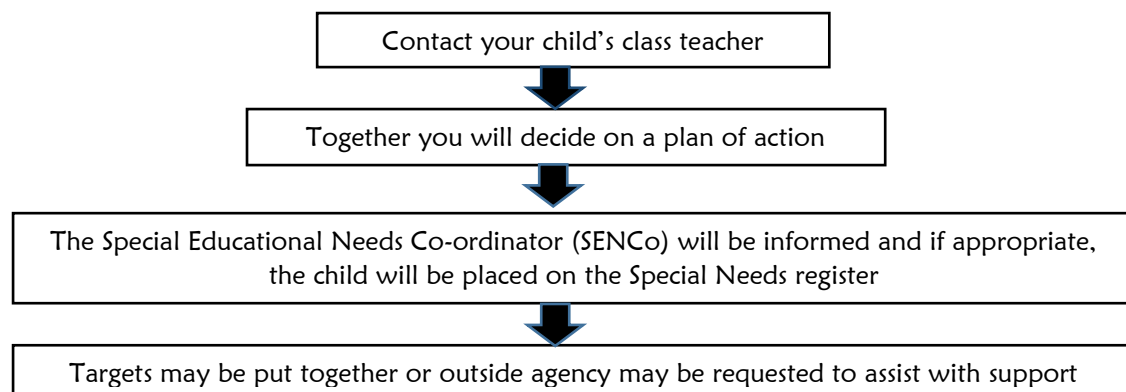 Contact your child’s class teacher
Together you will decide on a plan of action
The Special Educational Needs Co-ordinator (SENCo) will be informed and if appropriate,
the child will be placed on the Special Needs register
Targets may be put together or outside agency may be requested to assist with support